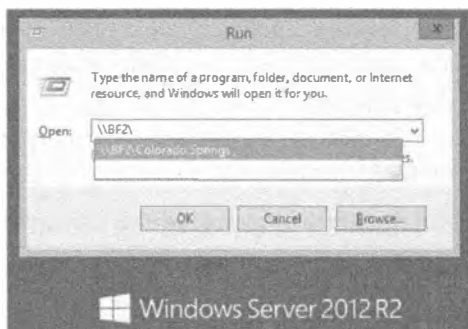 Run
Type the name of a program, folder, document, or Internet
resource, and Windows will open it for you.
Open: \\BF2\
\\BF2\Colorado Springs
es.
OK Cancel Browse...
Windows Server 2012 R2